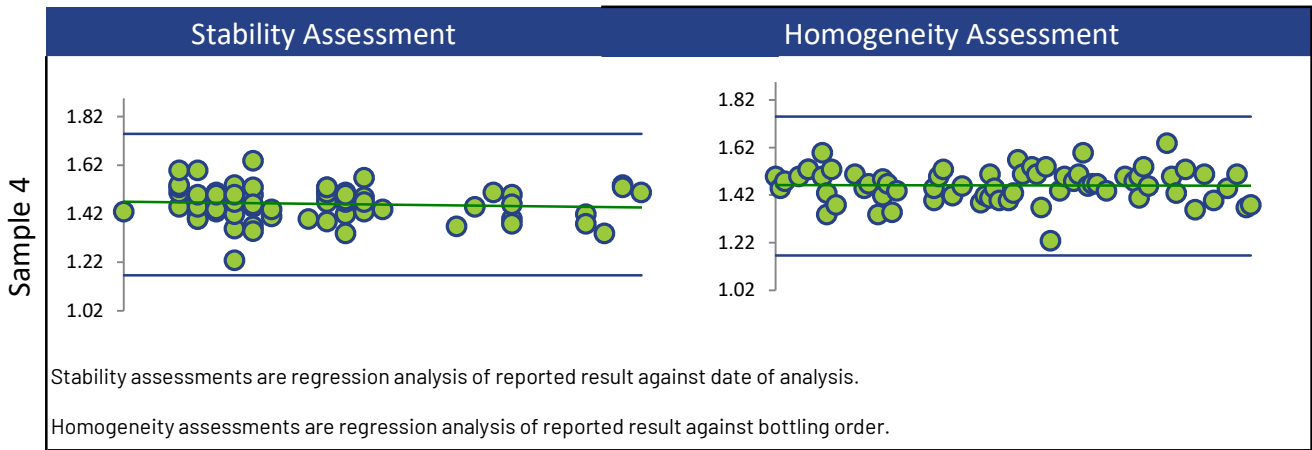 Stability Assessment
Homogeneity Assessment
Sample 4
1.82
1.62
1.42
1.22
1.02
1.82
1.62
1.42
1.22
1.02
Stability assessments are regression analysis of reported result against date of analysis.
Homogeneity assessments are regression analysis of reported result against bottling order.